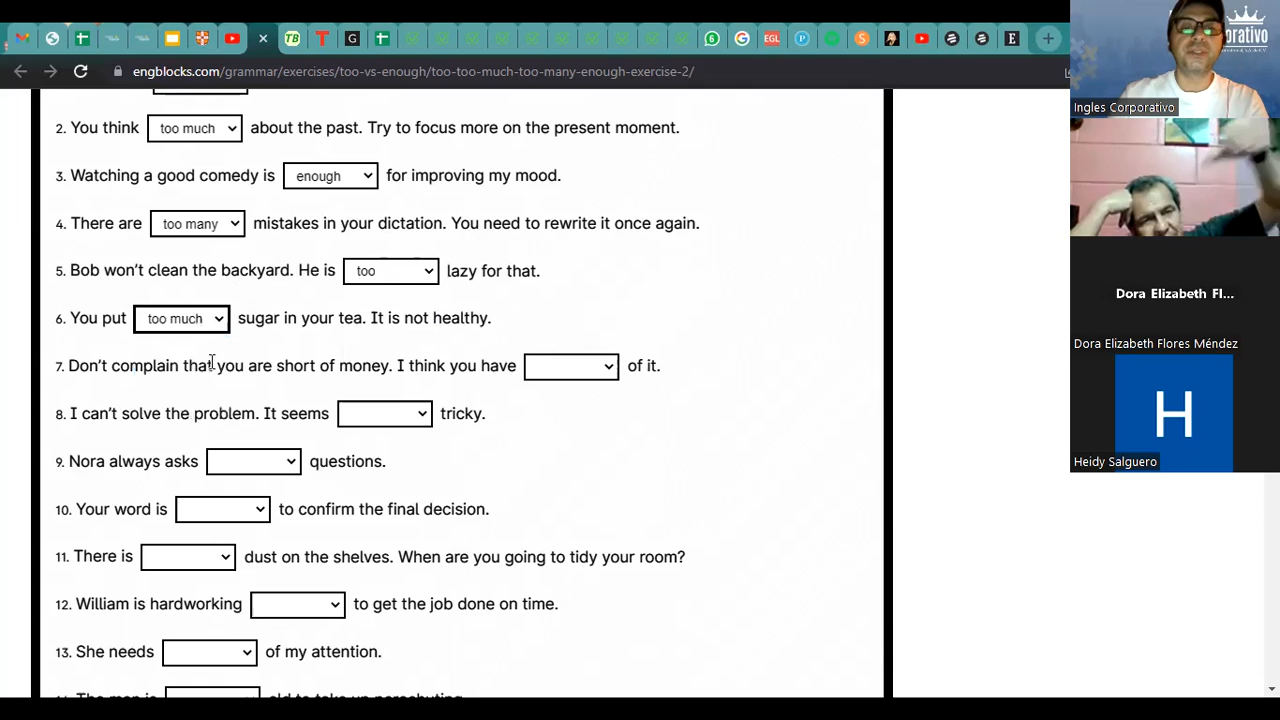 engblocks.com/grammar/exercises/too-vs-enough/too-too-much-too-many-enough-exercise-2/
2. You think too much about the past. Try to focus more on the present moment.
3. Watching a good comedy is enough for improving my mood.
4. There are too many mistakes in your dictation. You need to rewrite it once again.
5. Bob won't clean the backyard. He is too lazy for that.
6. You put too much sugar in your tea. It is not healthy.
7. Don't complain that you are short of money. I think you have of it.
8. I can't solve the problem. It seems tricky.
9. Nora always asks questions.
10. Your word is to confirm the final decision.
11. There is dust on the shelves. When are you going to tidy your room?
12. William is hardworking to get the job done on time.
13. She needs of my attention.
orativo
Ingles Corporativo
Dora Elizabeth Fl...
Dora Elizabeth Flores Méndez
H
Heidy Salguero